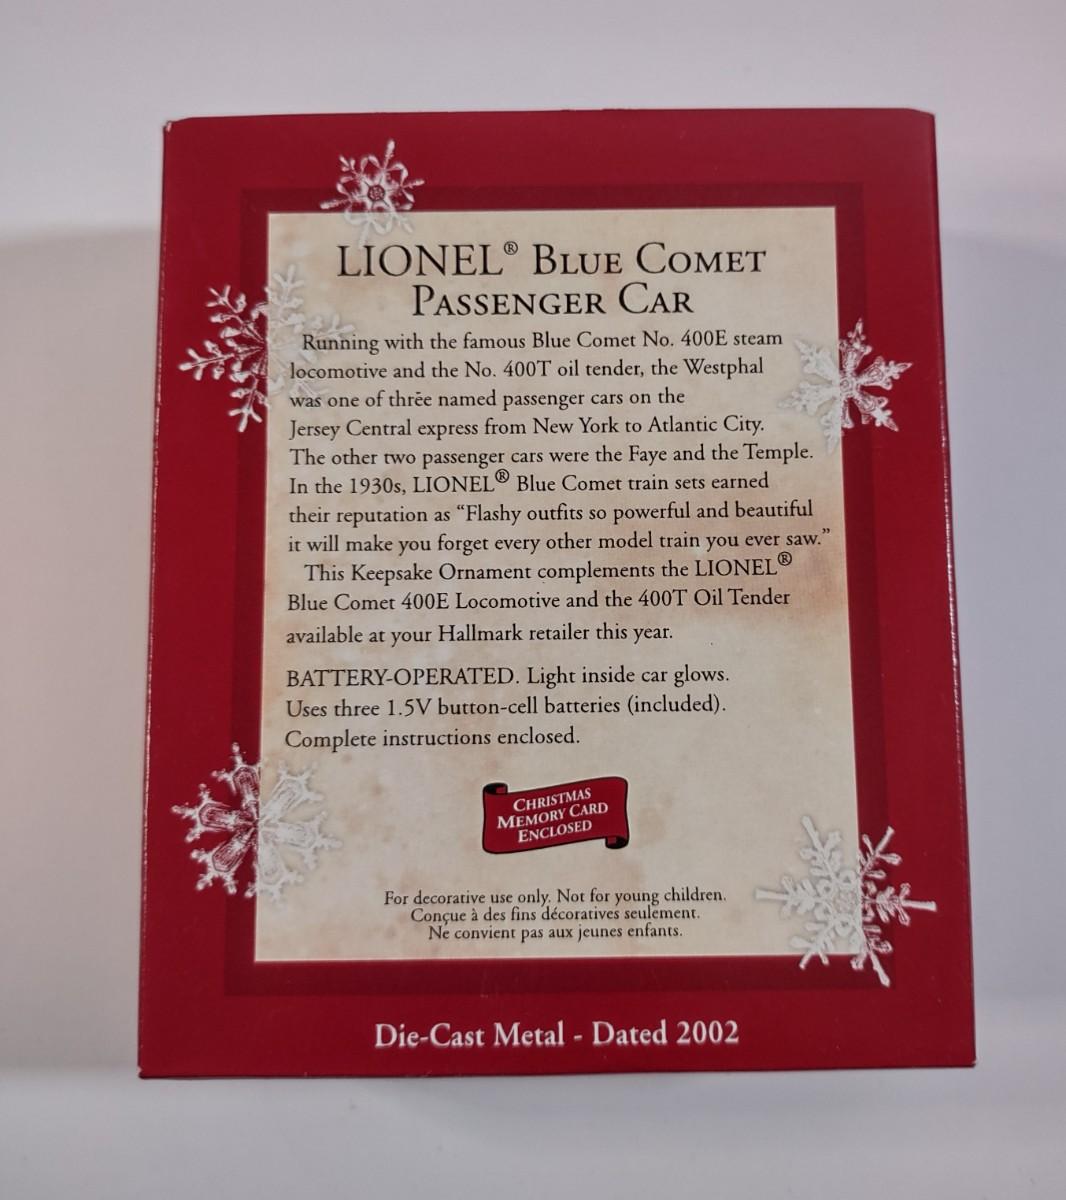 LIONEL® BLUE COMET
PASSENGER CAR
Running with the famous Blue Comet No. 400E steam
locomotive and the No. 400T oil tender, the Westphal
was one of three named passenger cars on the
Jersey Central express from New York to Atlantic City.
The other two passenger cars were the Faye and the Temple.
In the 1930s, LIONEL® Blue Comet train sets earned
their reputation as “Flashy outfits so powerful and beautiful
it will make you forget every other model train you ever saw.”
This Keepsake Ornament complements the LIONEL®
Blue Comet 400E Locomotive and the 400T Oil Tender
available at your Hallmark retailer this year.
BATTERY-OPERATED. Light inside car glows.
Uses three 1.5V button-cell batteries (included).
Complete instructions enclosed.
CHRISTMAS
MEMORY CARD
ENCLOSED
For decorative use only. Not for young children.
Conçue à des fins décoratives seulement.
Ne convient pas aux jeunes enfants.
Die-Cast Metal - Dated 2002